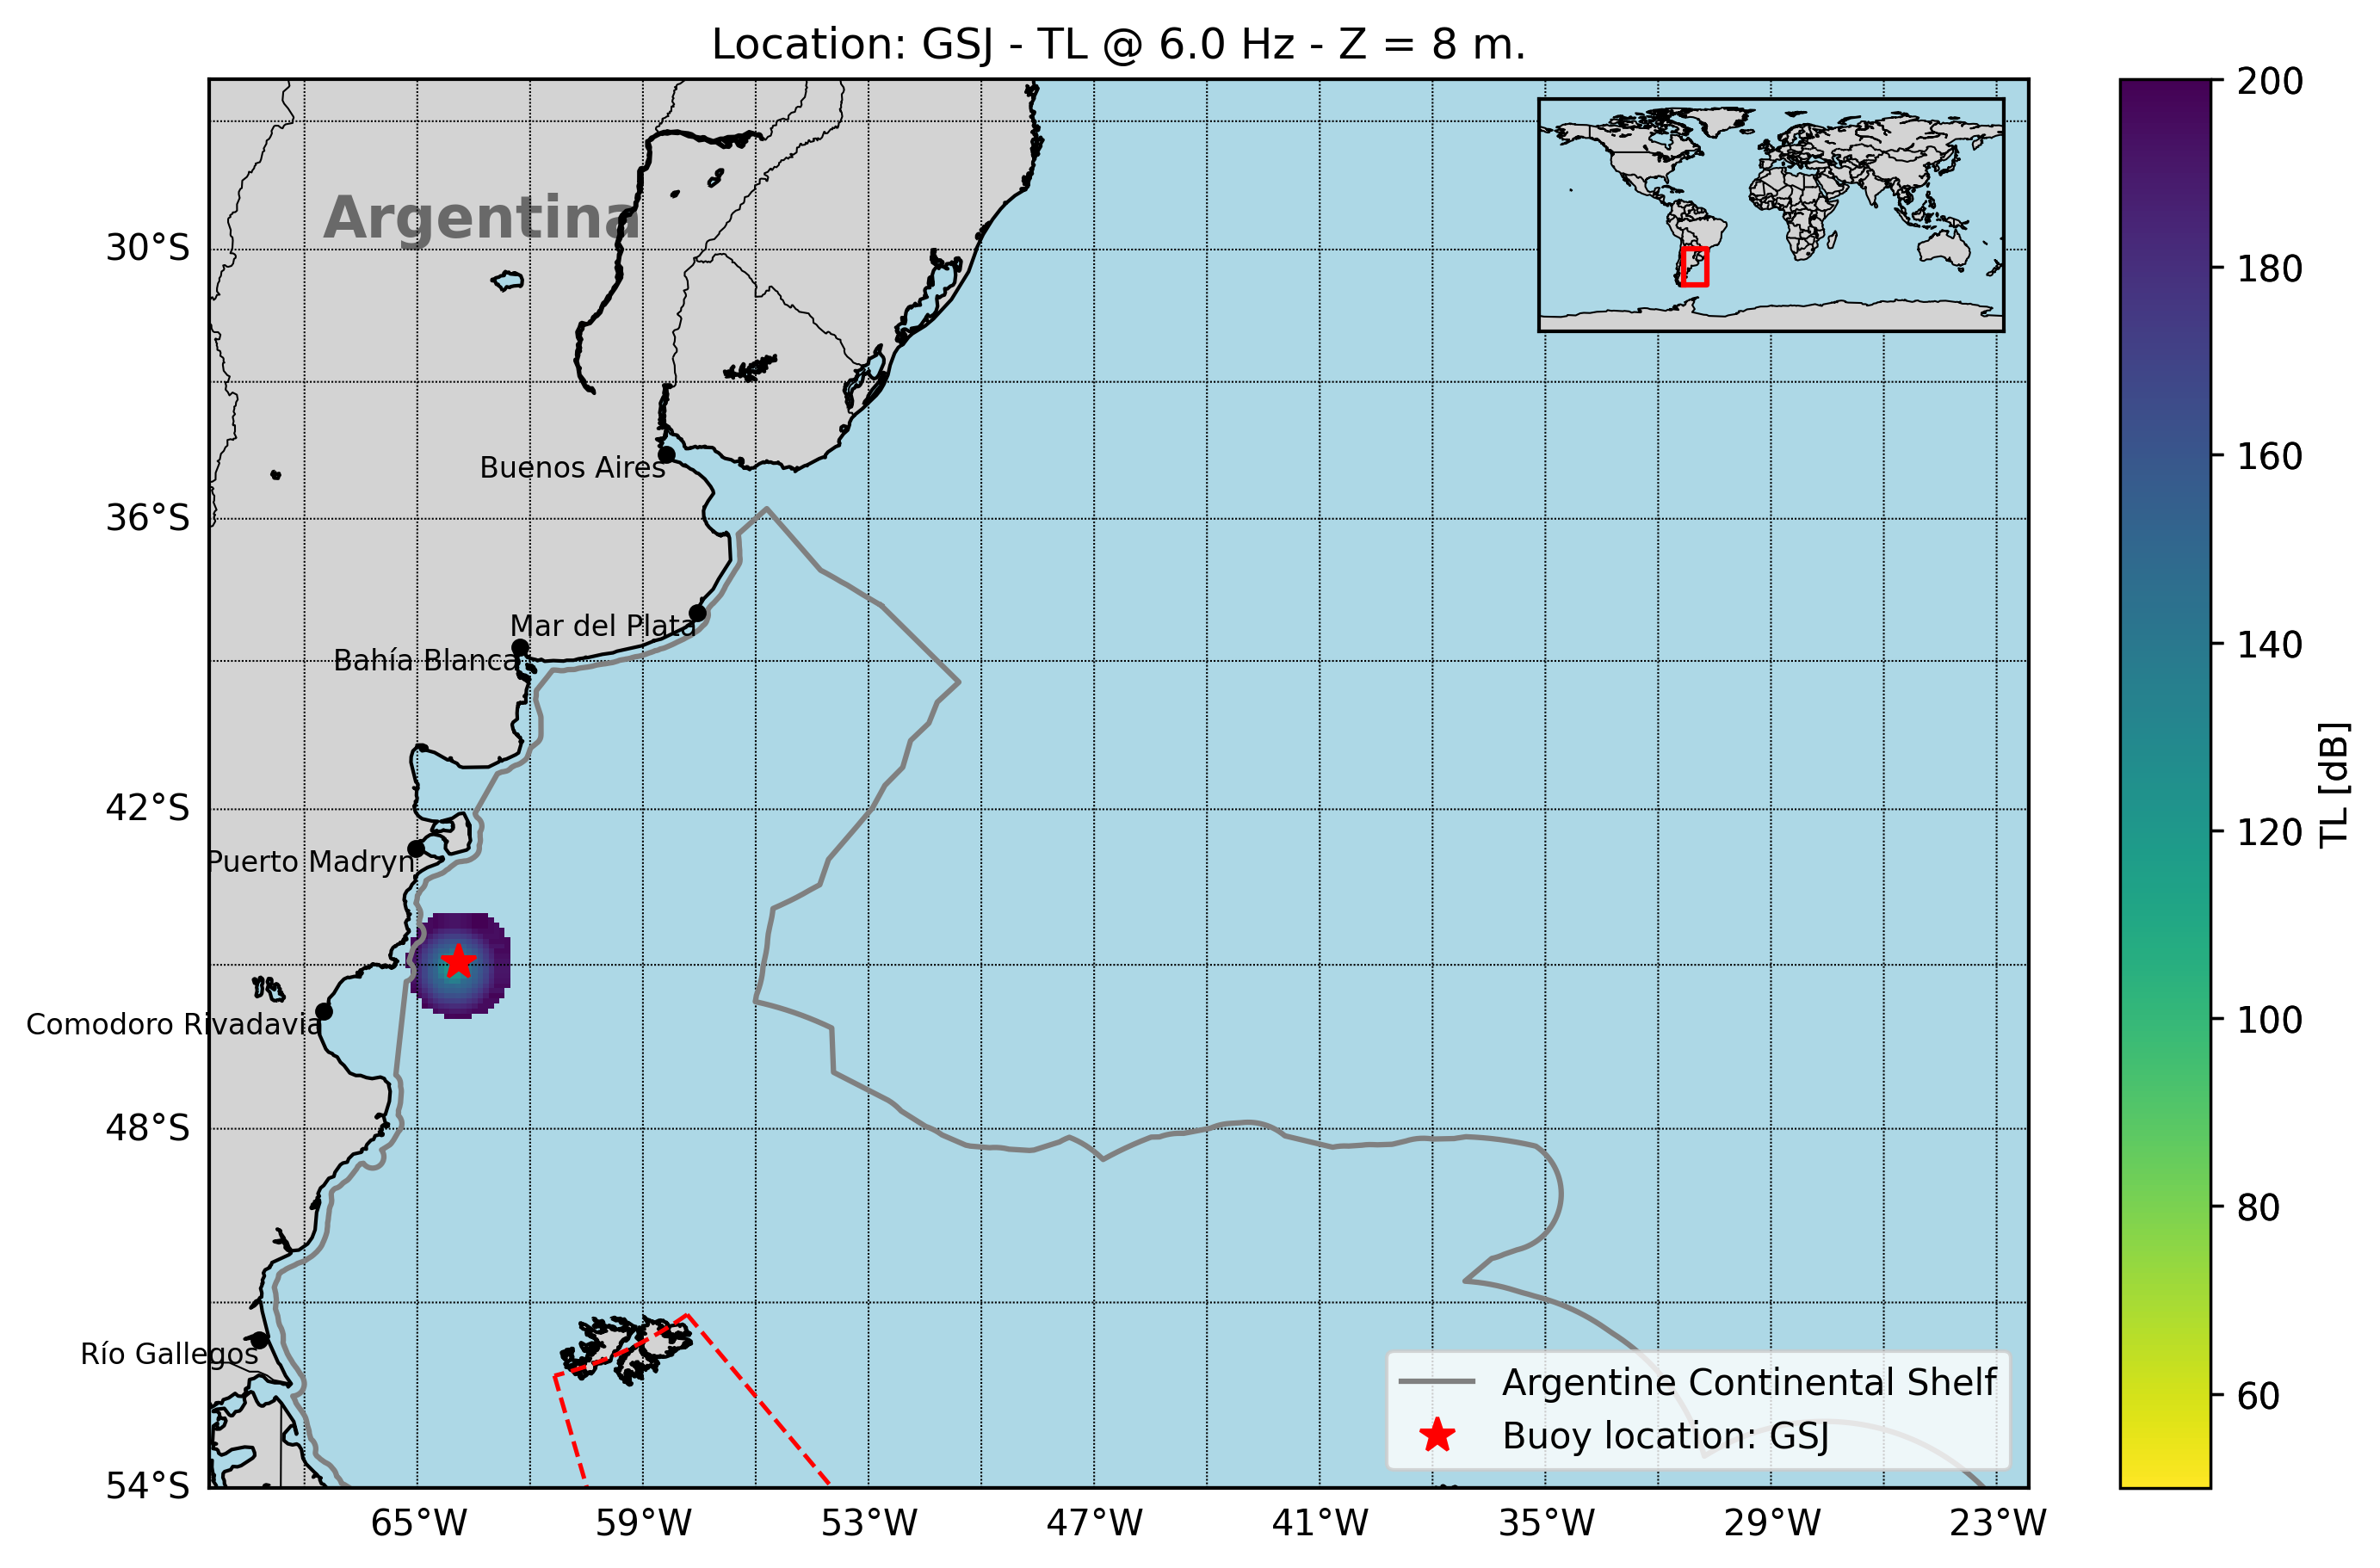 Location: GSJ - TL @ 6.0 Hz - Z = 8 m.
Argentina
30°S
36°S
42°S
48°S
54°S
Buenos Aires
Mar del Plata
Bahía Blanca
Puerto Madryn
Comodoro Rivadavia
Río Gallegos
65°W
59°W
53°W
47°W
41°W
35°W
29°W
23°W
Argentine Continental Shelf
Buoy location: GSJ
200
180
160
140
120
100
80
60
TL [dB]